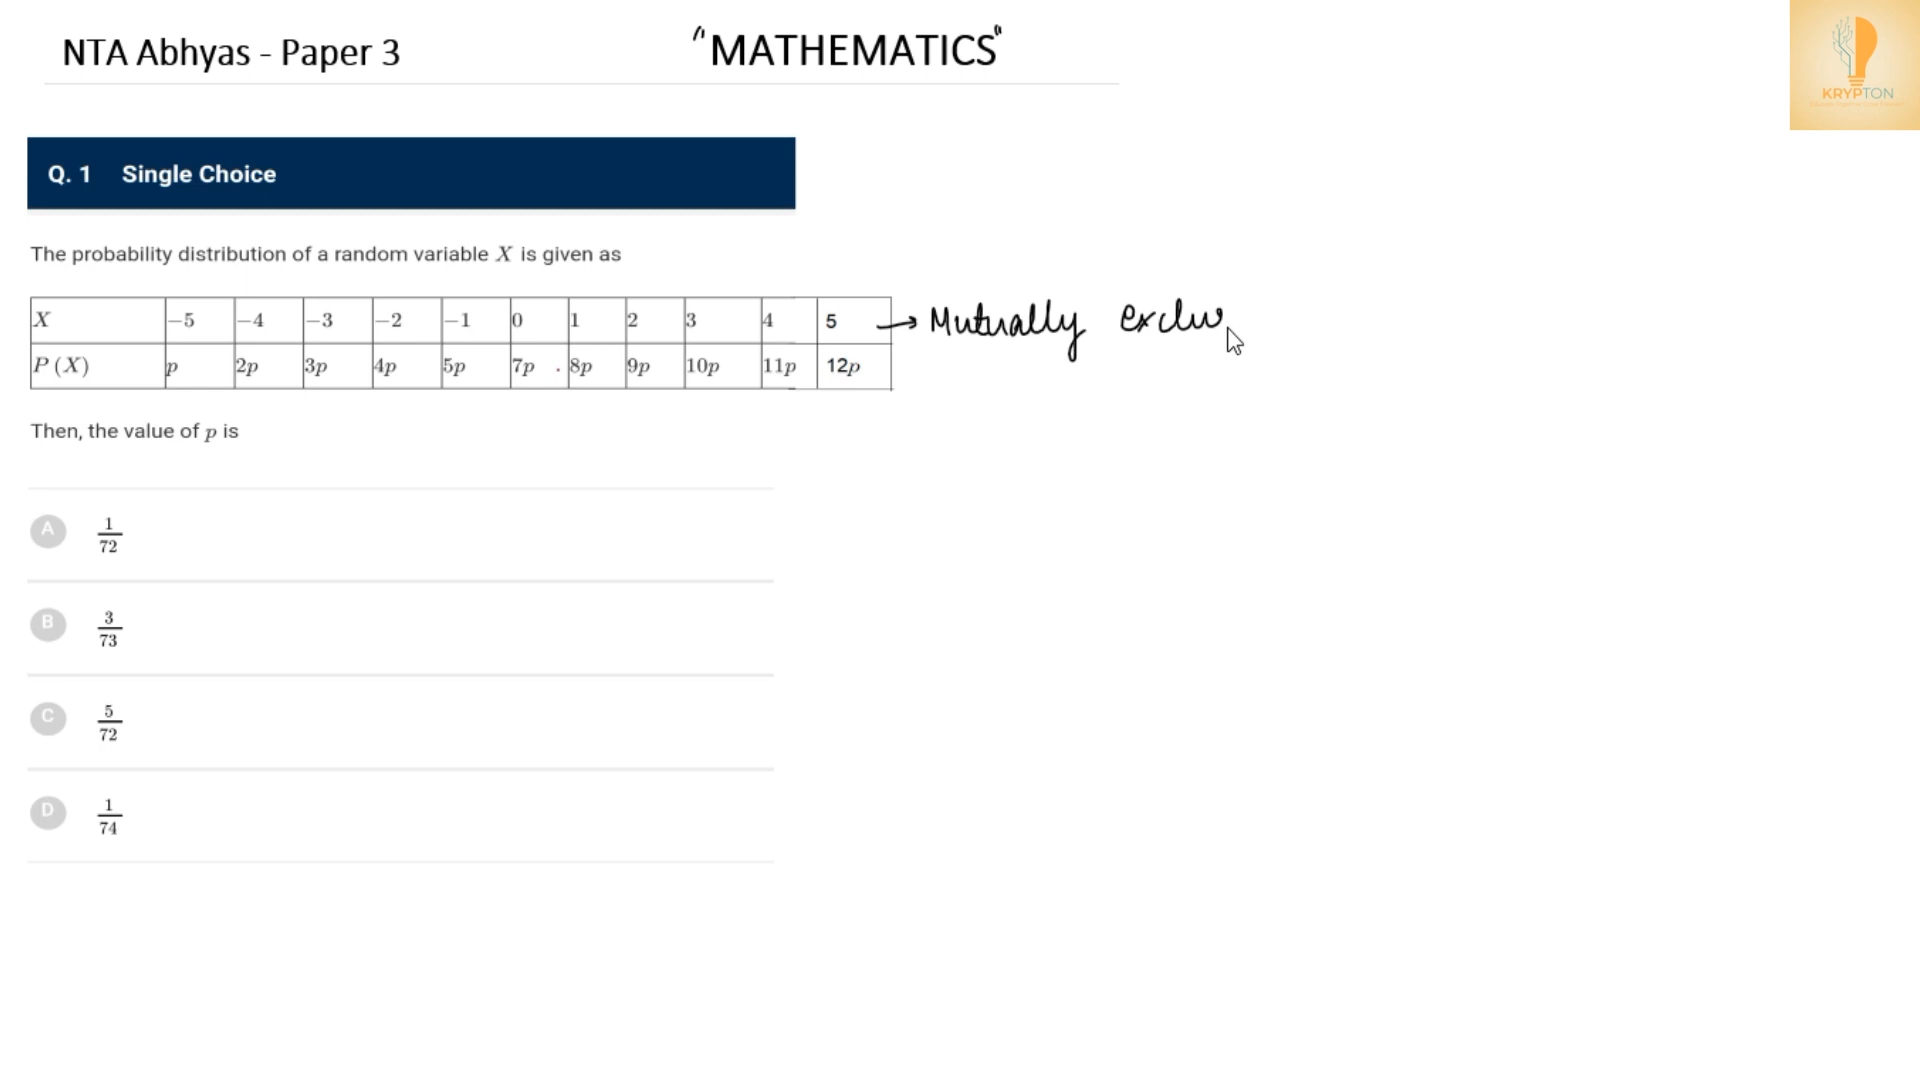 NTA Abhyas - Paper 3
"MATHEMATICS"
KRYPTON
Q. 1 Single Choice
The probability distribution of a random variable X is given as
X −5 −4 −3 −2 −1 0 1 2 3 4 5
→ Mutually exclus
P (X) p 2p 3p 4p 5p 7p . 8p 9p 10p 11p 12p
Then, the value of p is
A 1/72
B 3/73
C 5/72
D 1/74